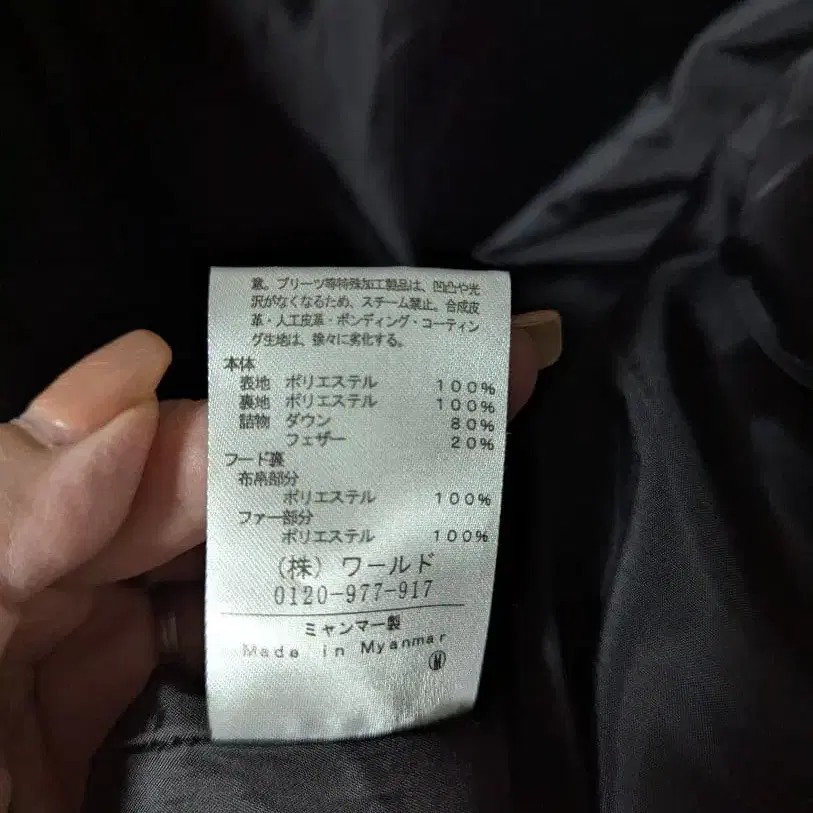 意。プリーツ等特殊加工製品は、凹凸や光
沢がなくなるため、スチーム禁止。合成皮
革・人工皮革・ボンディング・コーティン
グ生地は、徐々に劣化する。
本体
表地 ポリエステル 100%
裏地 ポリエステル 100%
詰物 ダウン 80%
フェザー 20%
フード裏
布帛部分
ポリエステル 100%
ファー部分
ポリエステル 100%
(株) ワールド
0120-977-917
ミャンマー製
Made in Myanmar
M